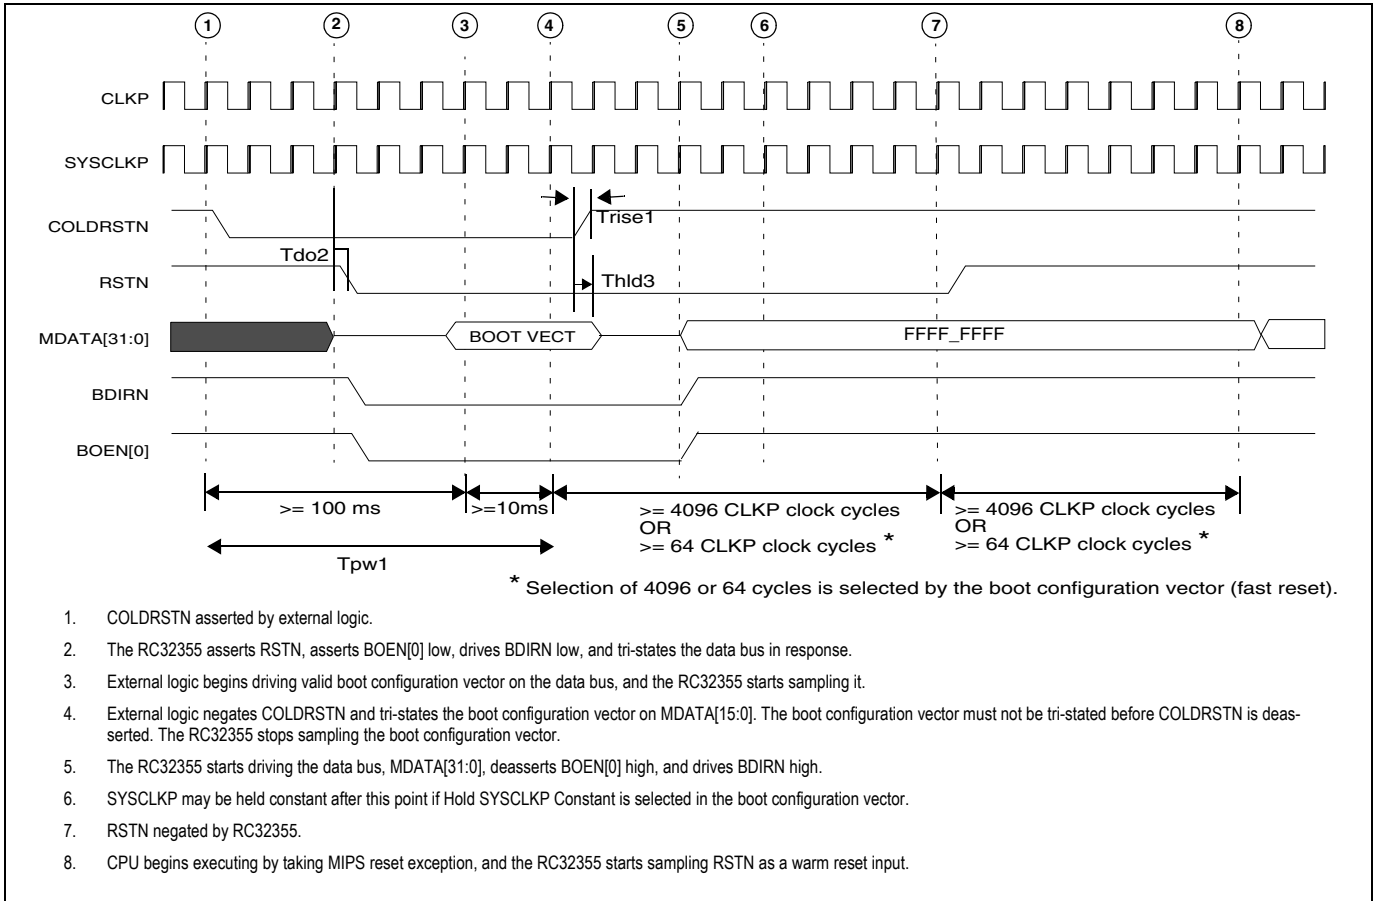 1 2 3 4 5 6 7 8
CLKP
SYSCLKP
COLDRSTN
Trise1
Tdo2
RSTN
Thld3
MDATA[31:0]
BOOT VECT
FFFF_FFFF
BDIRN
BOEN[0]
>= 100 ms
>=10ms
>= 4096 CLKP clock cycles
OR
>= 64 CLKP clock cycles *
>= 4096 CLKP clock cycles
OR
>= 64 CLKP clock cycles *
Tpw1
* Selection of 4096 or 64 cycles is selected by the boot configuration vector (fast reset).
1. COLDRSTN asserted by external logic.
2. The RC32355 asserts RSTN, asserts BOEN[0] low, drives BDIRN low, and tri-states the data bus in response.
3. External logic begins driving valid boot configuration vector on the data bus, and the RC32355 starts sampling it.
4. External logic negates COLDRSTN and tri-states the boot configuration vector on MDATA[15:0]. The boot configuration vector must not be tri-stated before COLDRSTN is deas-
serted. The RC32355 stops sampling the boot configuration vector.
5. The RC32355 starts driving the data bus, MDATA[31:0], deasserts BOEN[0] high, and drives BDIRN high.
6. SYSCLKP may be held constant after this point if Hold SYSCLKP Constant is selected in the boot configuration vector.
7. RSTN negated by RC32355.
8. CPU begins executing by taking MIPS reset exception, and the RC32355 starts sampling RSTN as a warm reset input.